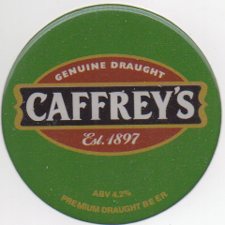 GENUINE DRAUGHT
CAFFREY'S
Est. 1897
ABV 4.2%
PREMIUM DRAUGHT BEER